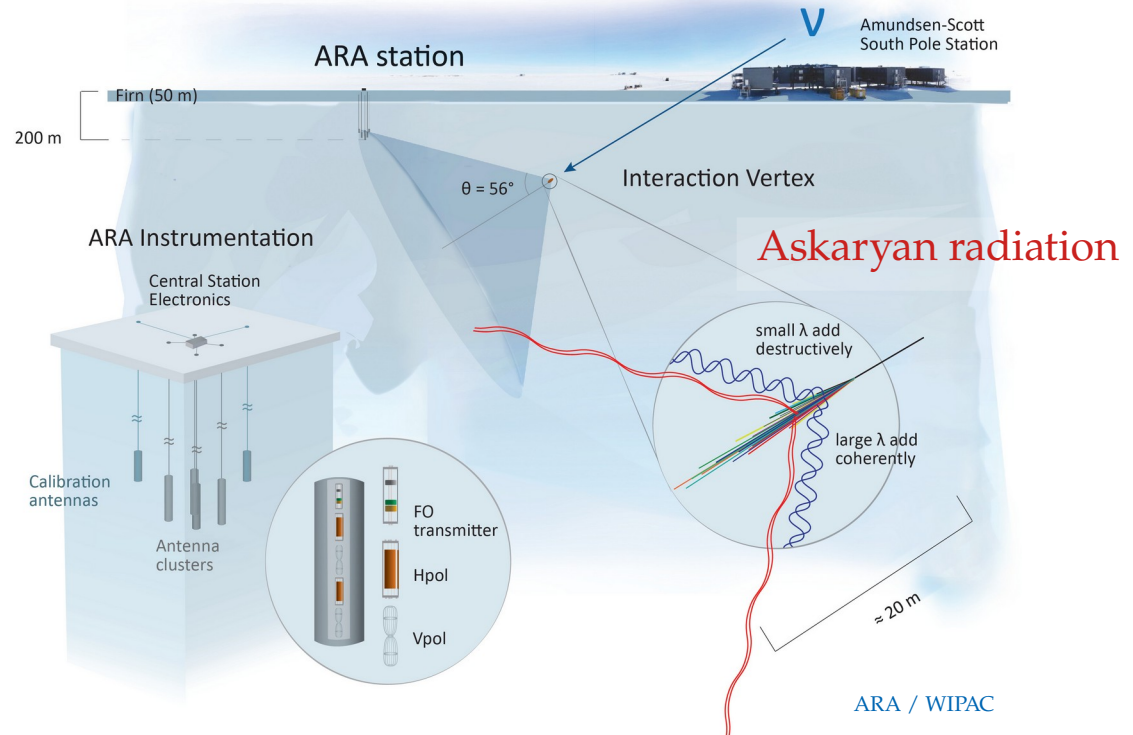 ν
Amundsen-Scott
South Pole Station
ARA station
Firn (50 m)
200 m
θ = 56°
Interaction Vertex
Askaryan radiation
ARA Instrumentation
Central Station
Electronics
small λ add
destructively
large λ add
coherently
Calibration
antennas
Antenna
clusters
FO
transmitter
Hpol
Vpol
≈ 20 m
ARA / WIPAC